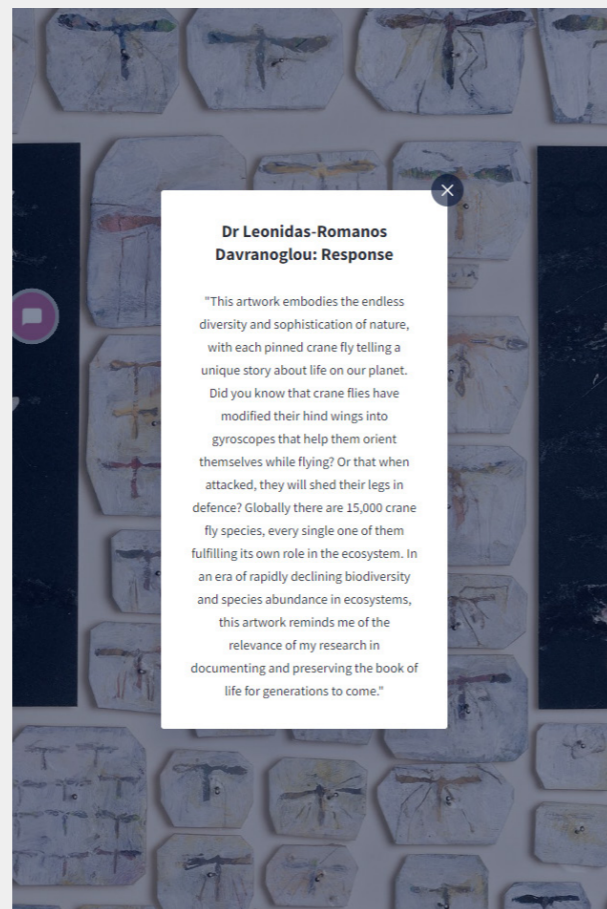 Dr Leonidas-Romanos
Davranoglou: Response
"This artwork embodies the endless
diversity and sophistication of nature,
with each pinned crane fly telling a
unique story about life on our planet.
Did you know that crane flies have
modified their hind wings into
gyroscopes that help them orient
themselves while flying? Or that when
attacked, they will shed their legs in
defence? Globally there are 15,000 crane
fly species, every single one of them
fulfilling its own role in the ecosystem. In
an era of rapidly declining biodiversity
and species abundance in ecosystems,
this artwork reminds me of the
relevance of my research in
documenting and preserving the book of
life for generations to come."